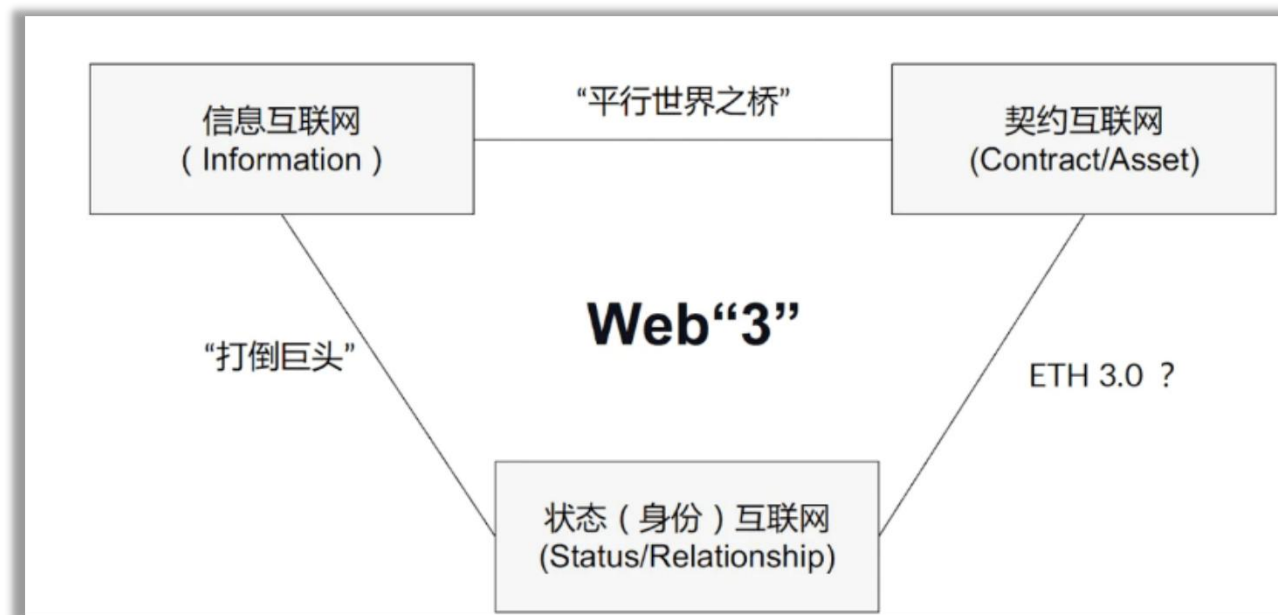 信息互联网
（Information）
“平行世界之桥”
契约互联网
(Contract/Asset)
Web“3”
“打倒巨头”
ETH 3.0 ？
状态（身份）互联网
(Status/Relationship)